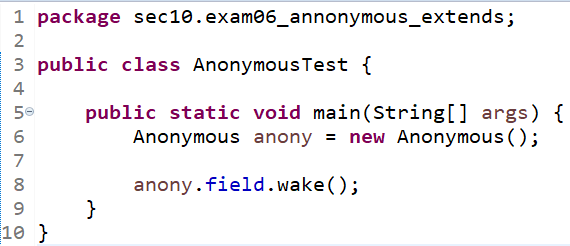 1 package sec10.exam06_annonymous_extends;
2
3 public class AnonymousTest {
4
5 public static void main(String[] args) {
6 Anonymous anony = new Anonymous();
7
8 anony.field.wake();
9 }
10 }